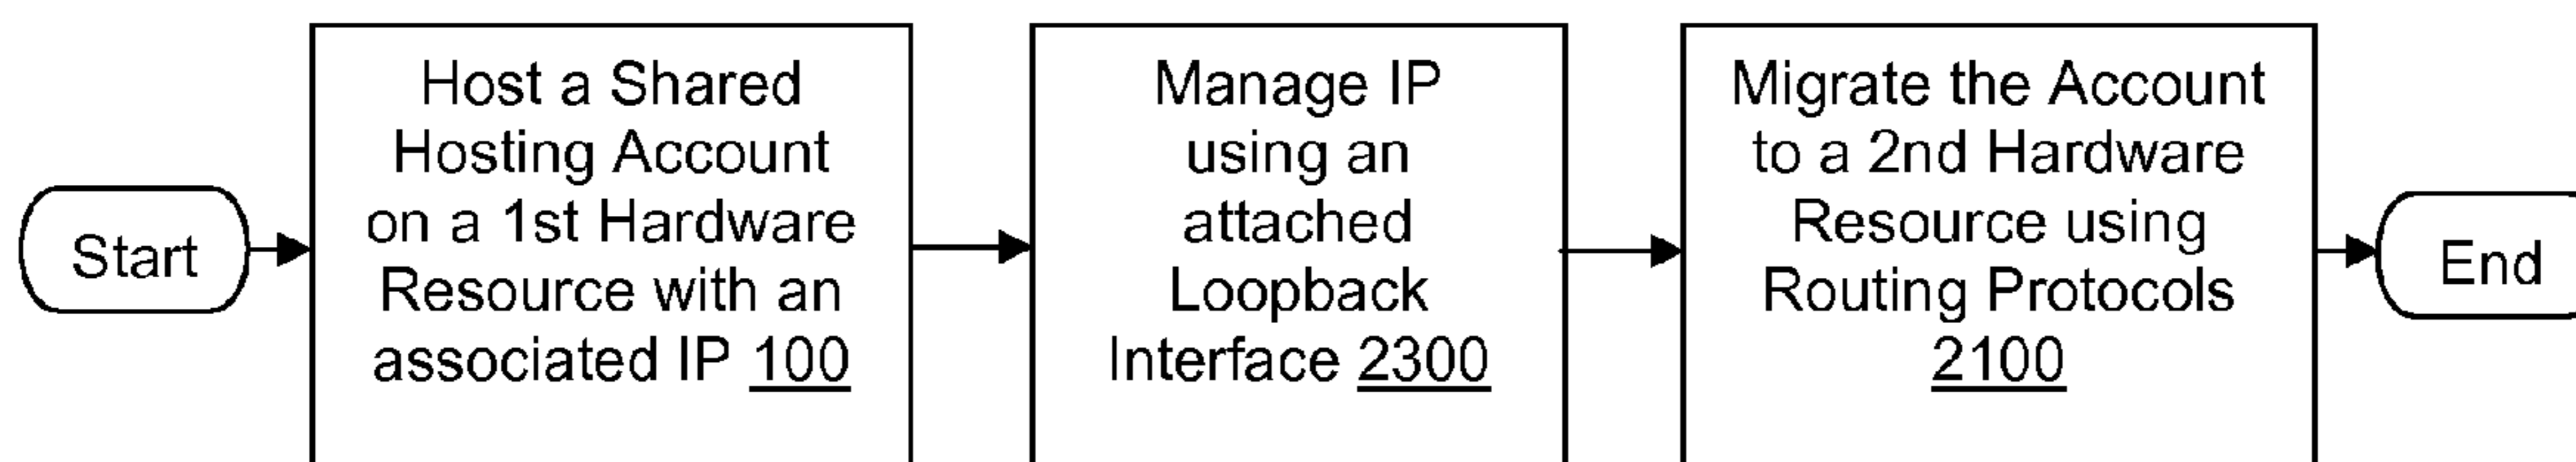 Start
Host a Shared
Hosting Account
on a 1st Hardware
Resource with an
associated IP 100
Manage IP
using an
attached
Loopback
Interface 2300
Migrate the Account
to a 2nd Hardware
Resource using
Routing Protocols
2100
End